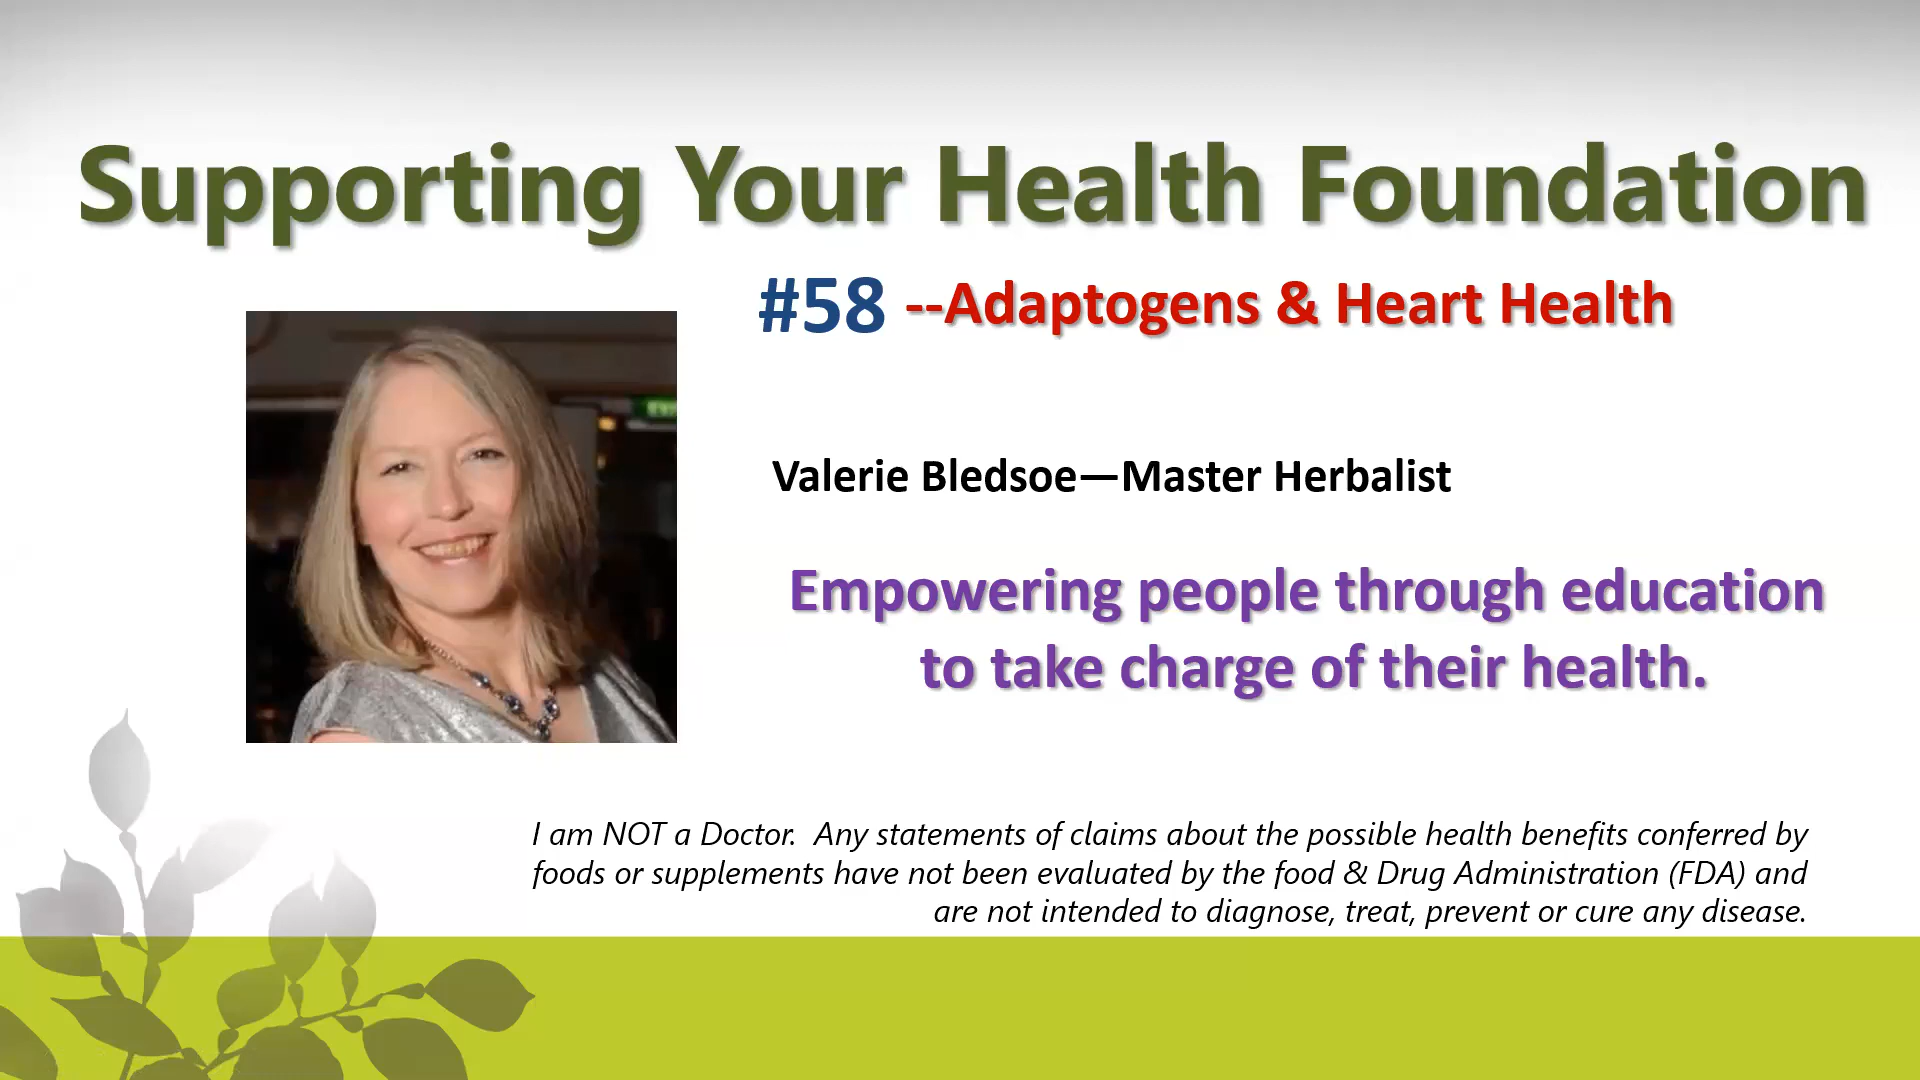 Supporting Your Health Foundation
#58 --Adaptogens & Heart Health
Valerie Bledsoe—Master Herbalist
Empowering people through education
to take charge of their health.
I am NOT a Doctor.  Any statements of claims about the possible health benefits conferred by
foods or supplements have not been evaluated by the food & Drug Administration (FDA) and
are not intended to diagnose, treat, prevent or cure any disease.